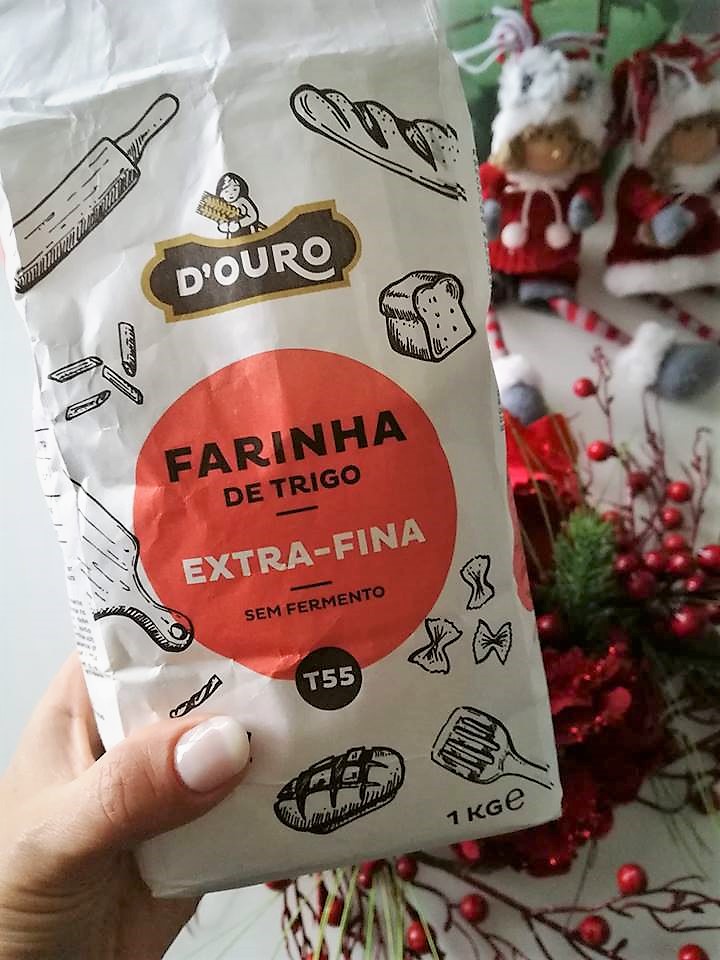 D'OURO
FARINHA
DE TRIGO
EXTRA-FINA
SEM FERMENTO
T55
1 KG e